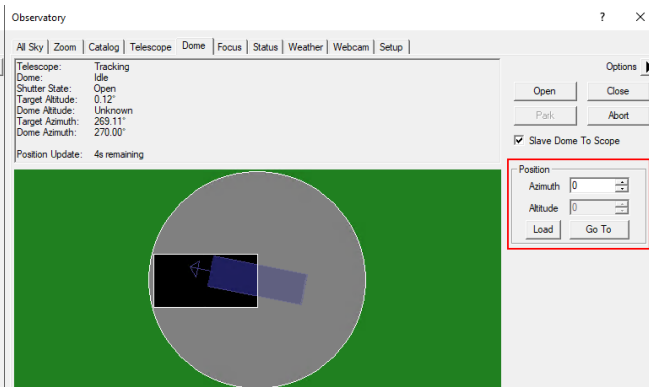 Observatory ? ×
All Sky Zoom Catalog Telescope Dome Focus Status Weather Webcam Setup
Telescope: Tracking
Dome: Idle
Shutter State: Open
Target Altitude: 0.12°
Dome Altitude: Unknown
Target Azimuth: 269.11°
Dome Azimuth: 270.00°
Position Update: 4s remaining
Options
Open Close
Park Abort
Slave Dome To Scope
Position
Azimuth 0
Altitude 0
Load Go To